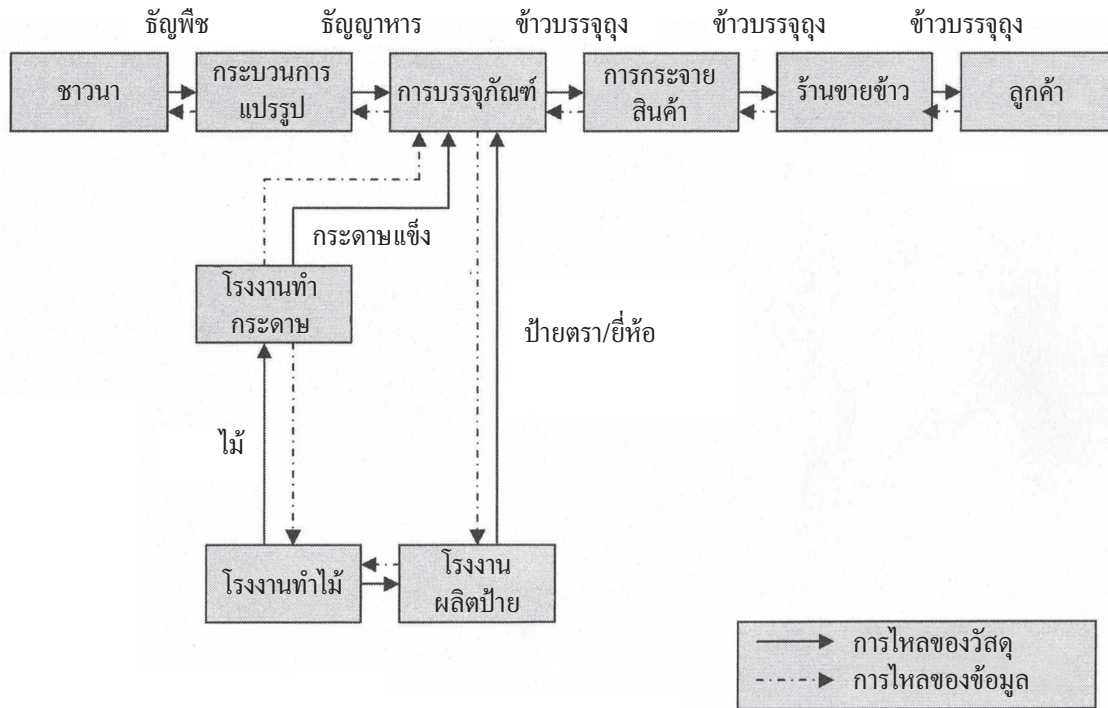 ธัญพืช ธัญญาหาร ข้าวบรรจุถุง ข้าวบรรจุถุง ข้าวบรรจุถุง
ชาวนา
กระบวนการ
แปรรูป
การบรรจุภัณฑ์
การกระจาย
สินค้า
ร้านขายข้าว
ลูกค้า
กระดาษแข็ง
โรงงานทำ
กระดาษ
ป้ายตรา/ยี่ห้อ
ไม้
โรงงานทำไม้
โรงงาน
ผลิตป้าย
การไหลของวัสดุ
การไหลของข้อมูล